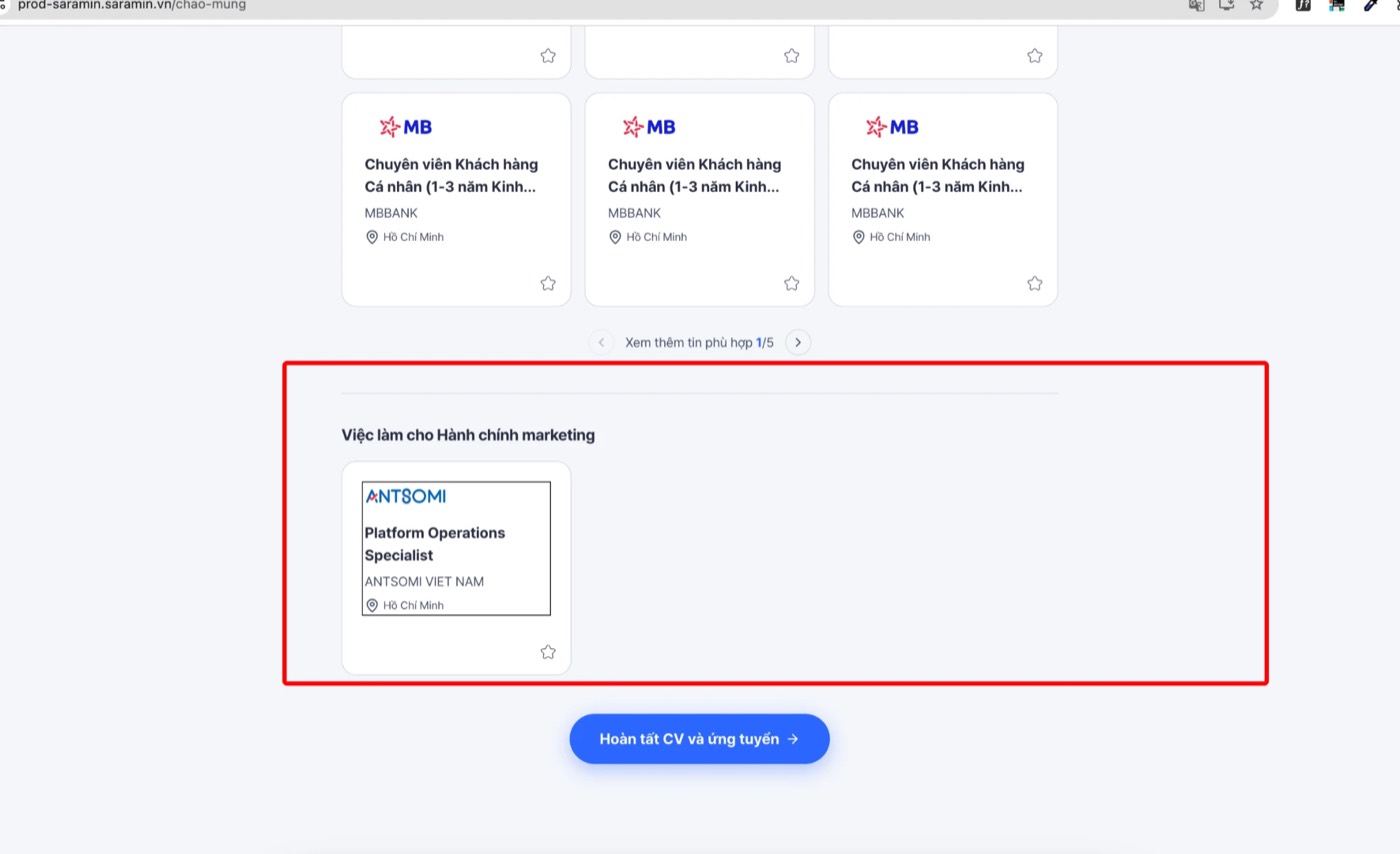 prod-saramin.saramin.vn/chao-mung
MB
Chuyên viên Khách hàng
Cá nhân (1-3 năm Kinh...
MBBANK
Hồ Chí Minh
MB
Chuyên viên Khách hàng
Cá nhân (1-3 năm Kinh...
MBBANK
Hồ Chí Minh
MB
Chuyên viên Khách hàng
Cá nhân (1-3 năm Kinh...
MBBANK
Hồ Chí Minh
Xem thêm tin phù hợp 1/5
Việc làm cho Hành chính marketing
ANTSOMI
Platform Operations
Specialist
ANTSOMI VIET NAM
Hồ Chí Minh
Hoàn tất CV và ứng tuyển →